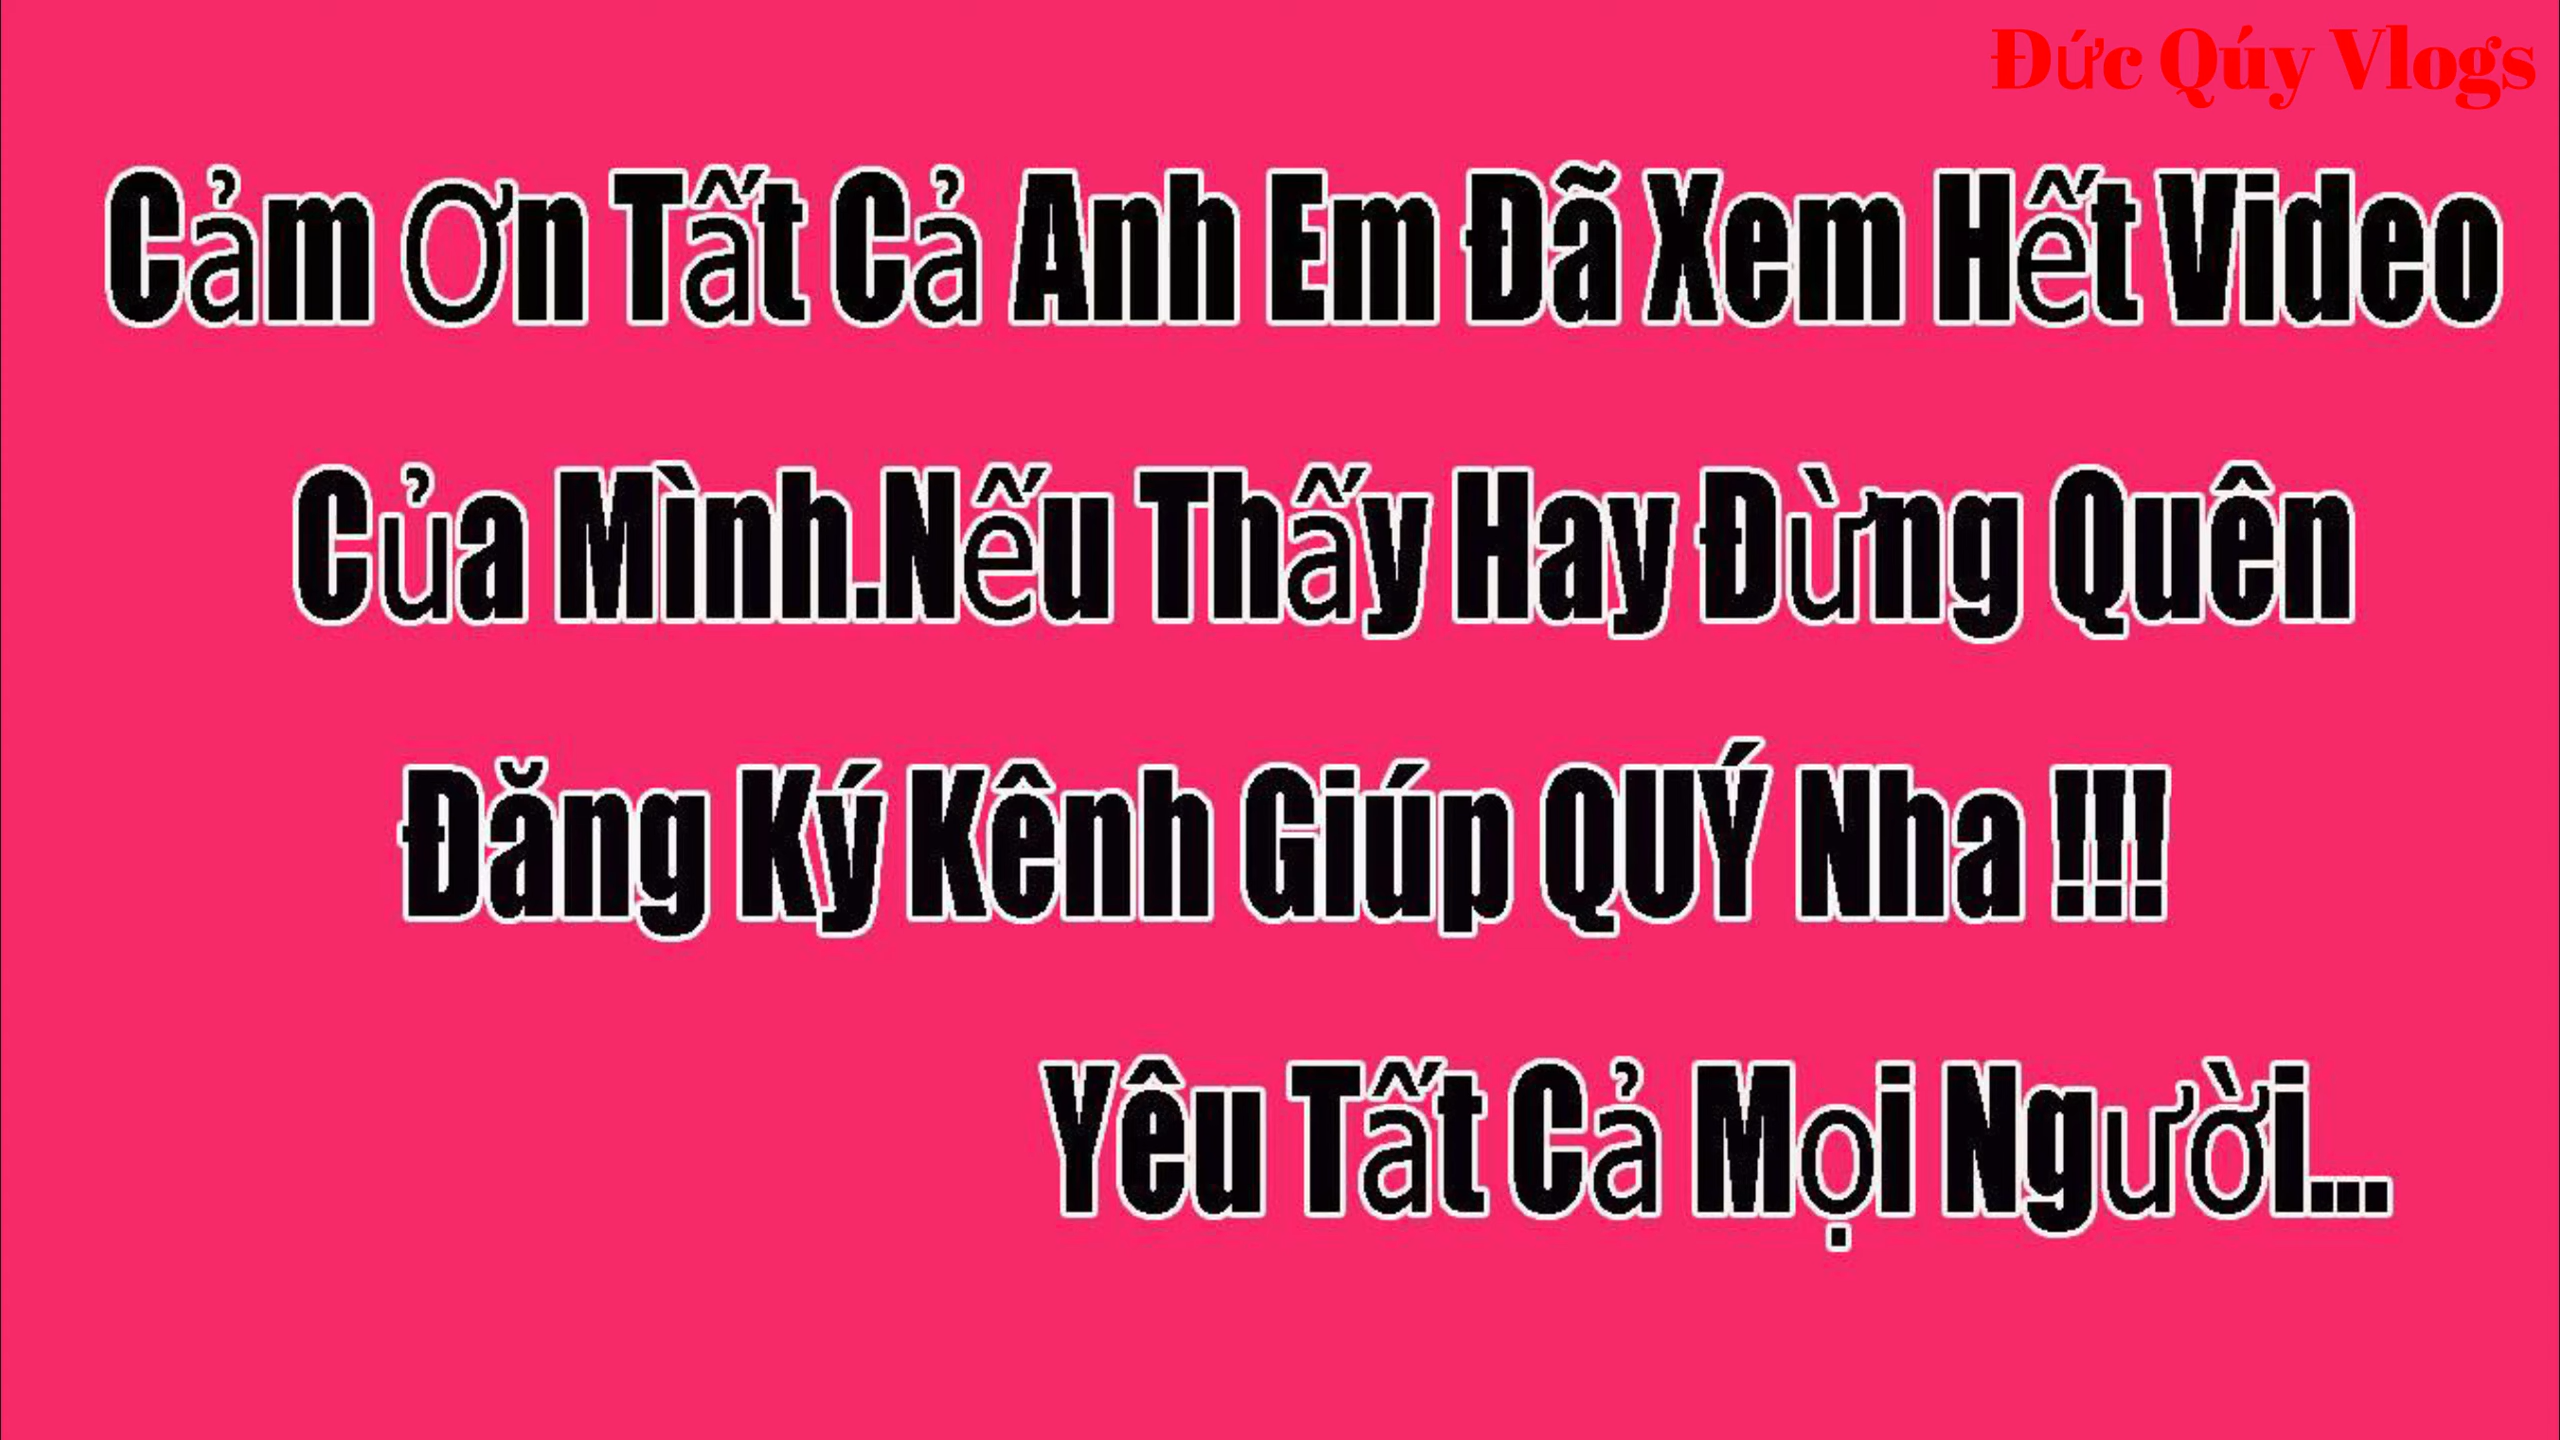 Đức Qúy Vlogs
Cảm Ơn Tất Cả Anh Em Đã Xem Hết Video
Của Mình.Nếu Thấy Hay Đừng Quên
Đăng Ký Kênh Giúp QUÝ Nha !!!
Yêu Tất Cả Mọi Người...